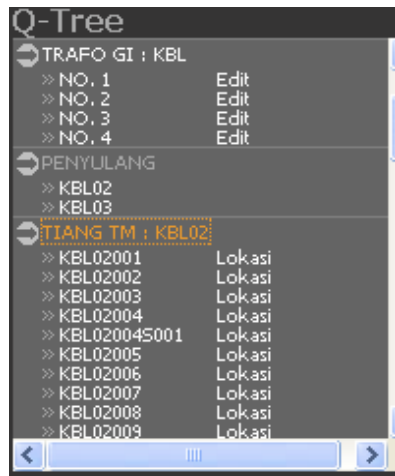 Q-Tree
TRAFO GI : KBL
» NO. 1 Edit
» NO. 2 Edit
» NO. 3 Edit
» NO. 4 Edit
PENYULANG
» KBL02
» KBL03
TIANG TM : KBL02
» KBL02001 Lokasi
» KBL02002 Lokasi
» KBL02003 Lokasi
» KBL02004 Lokasi
» KBL02004S001 Lokasi
» KBL02005 Lokasi
» KBL02006 Lokasi
» KBL02007 Lokasi
» KBL02008 Lokasi
» KBL02009 Lokasi